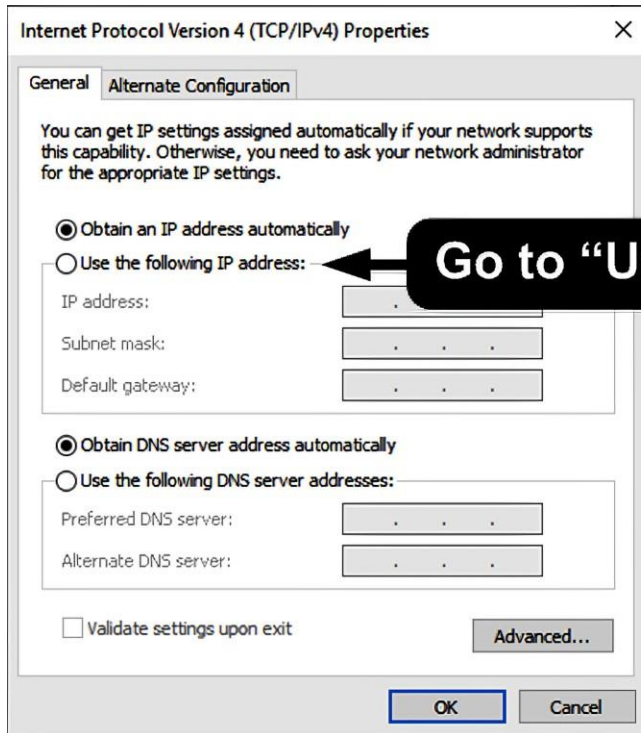 Internet Protocol Version 4 (TCP/IPv4) Properties
General
Alternate Configuration
You can get IP settings assigned automatically if your network supports
this capability. Otherwise, you need to ask your network administrator
for the appropriate IP settings.
Obtain an IP address automatically
Use the following IP address:
Go to “U
IP address:
Subnet mask:
Default gateway:
Obtain DNS server address automatically
Use the following DNS server addresses:
Preferred DNS server:
Alternate DNS server:
Validate settings upon exit
Advanced...
OK
Cancel